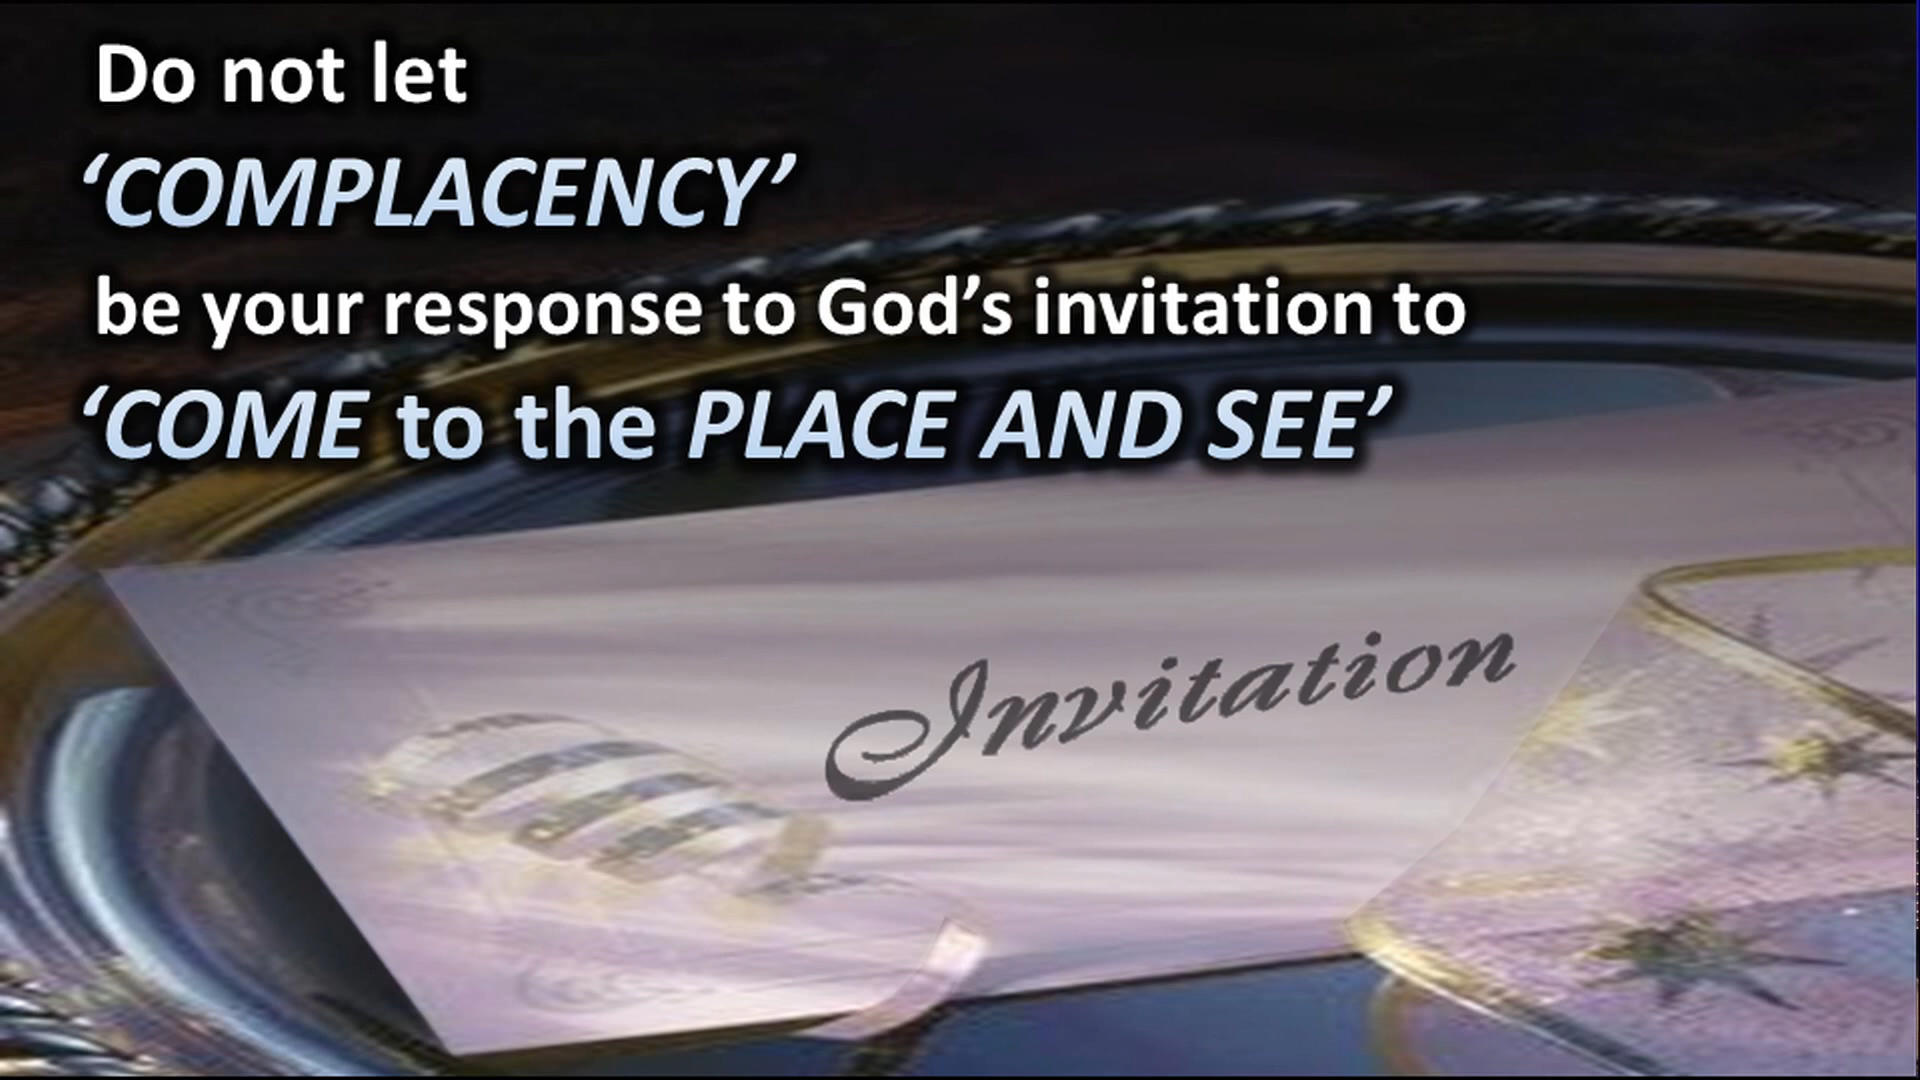 Do not let
‘COMPLACENCY’
be your response to God’s invitation to
‘COME to the PLACE AND SEE’
Invitation